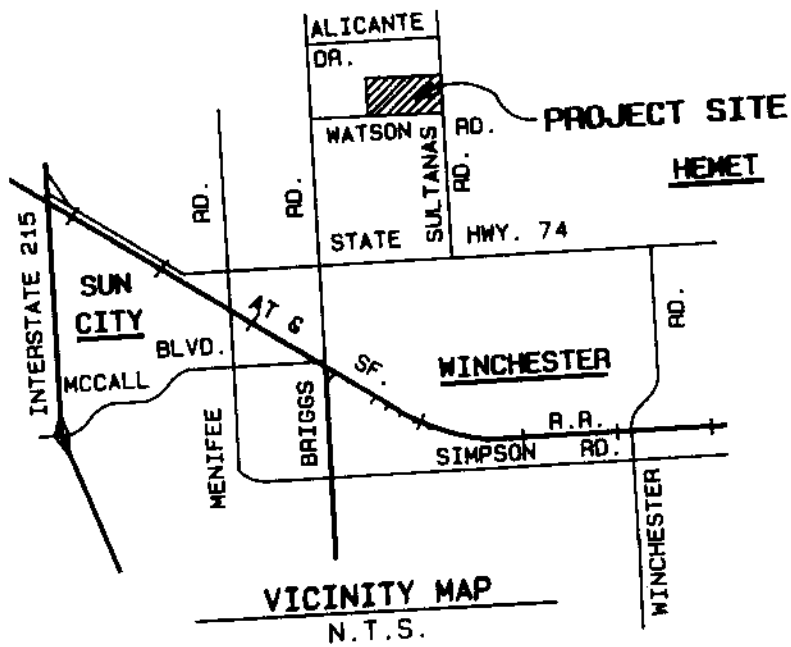 ALICANTE
DR.
WATSON RD.
PROJECT SITE
HEMET
SULTANAS RD.
STATE HWY. 74
INTERSTATE 215
SUN
CITY
MENIFEE RD.
BRIGGS RD.
AT &
SF.
R.R.
MCCALL BLVD.
WINCHESTER
WINCHESTER RD.
SIMPSON RD.
VICINITY MAP
N.T.S.